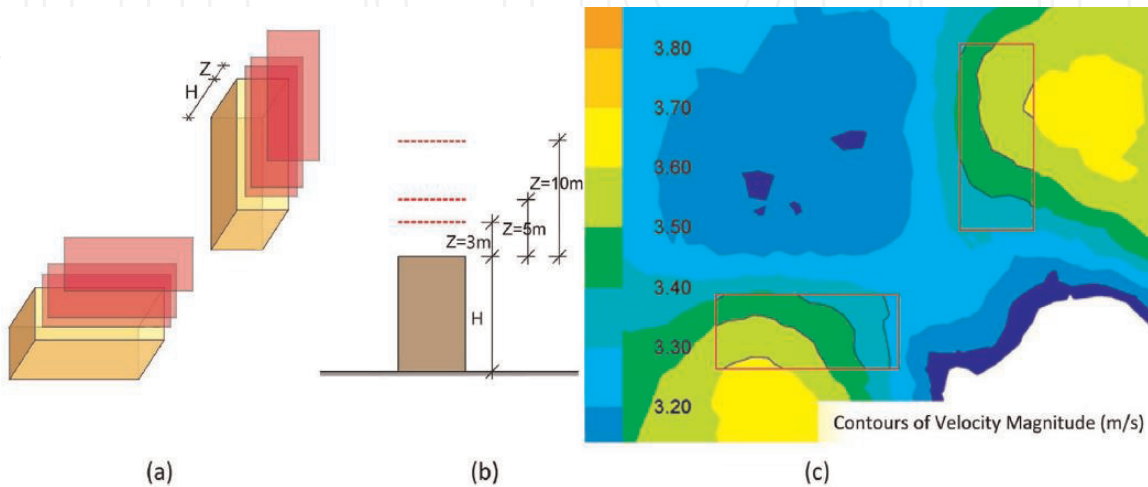 Z
H
Z=10m
Z=5m
Z=3m
H
3.80
3.70
3.60
3.50
3.40
3.30
3.20
Contours of Velocity Magnitude (m/s)
(a)
(b)
(c)